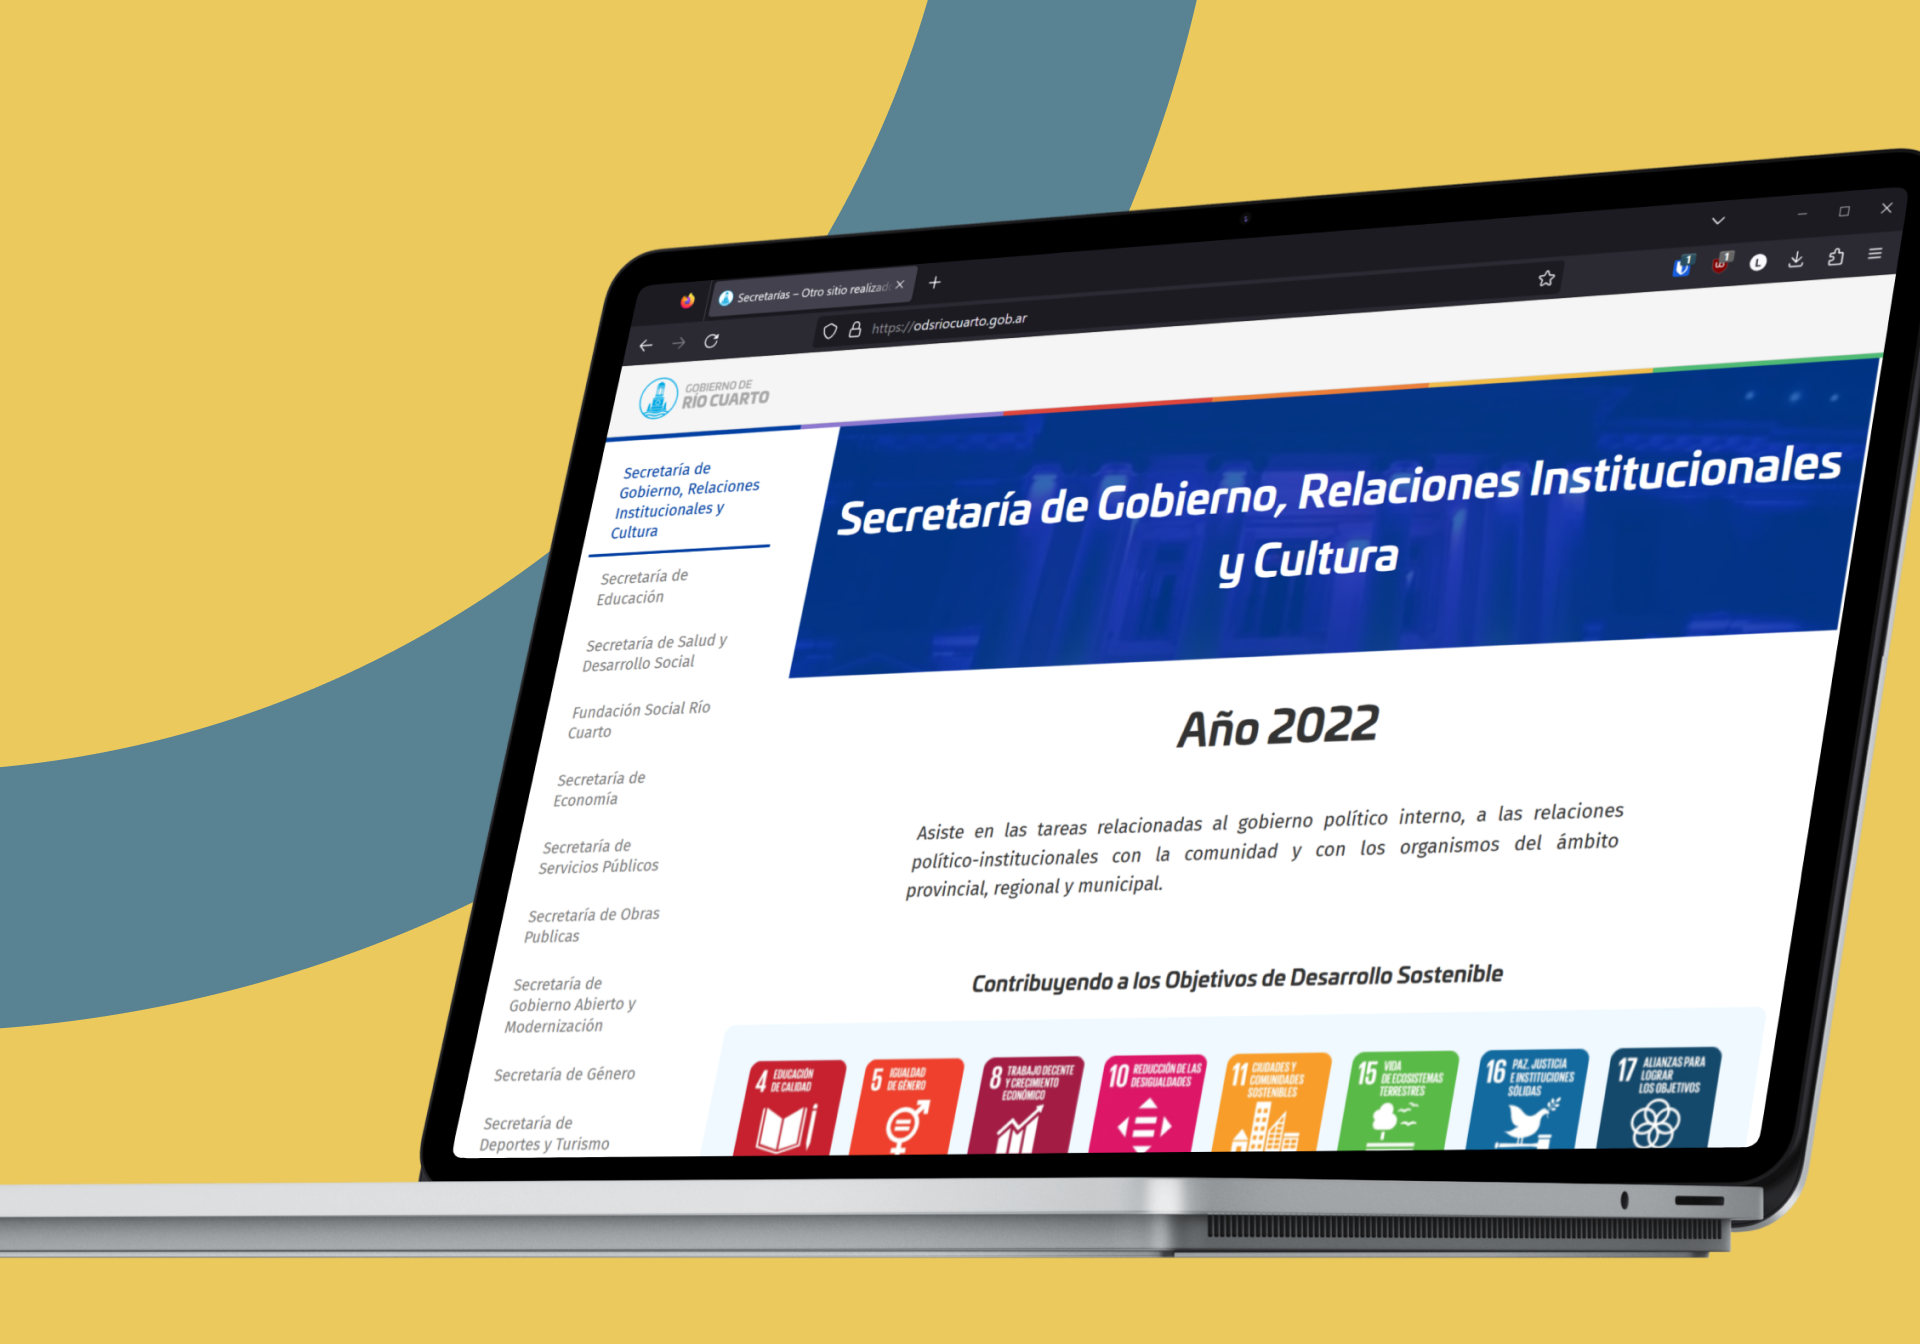 Secretarías – Otro sitio realizad
https://odsriocuarto.gob.ar
1
1
L
GOBIERNO DE
RÍO CUARTO
Secretaría de
Gobierno, Relaciones
Institucionales y
Cultura
Secretaría de
Educación
Secretaría de Salud y
Desarrollo Social
Fundación Social Río
Cuarto
Secretaría de
Economía
Secretaría de
Servicios Públicos
Secretaría de Obras
Publicas
Secretaría de
Gobierno Abierto y
Modernización
Secretaría de Género
Secretaría de
Deportes y Turismo
Secretaría de Gobierno, Relaciones Institucionales
y Cultura
Año 2022
Asiste en las tareas relacionadas al gobierno político interno, a las relaciones
político-institucionales con la comunidad y con los organismos del ámbito
provincial, regional y municipal.
Contribuyendo a los Objetivos de Desarrollo Sostenible
4 EDUCACIÓN
DE CALIDAD
5 IGUALDAD
DE GÉNERO
8 TRABAJO DECENTE
Y CRECIMIENTO
ECONÓMICO
10 REDUCCIÓN DE LAS
DESIGUALDADES
11 CIUDADES Y
COMUNIDADES
SOSTENIBLES
15 VIDA
DE ECOSISTEMAS
TERRESTRES
16 PAZ, JUSTICIA
E INSTITUCIONES
SÓLIDAS
17 ALIANZAS PARA
LOGRAR
LOS OBJETIVOS